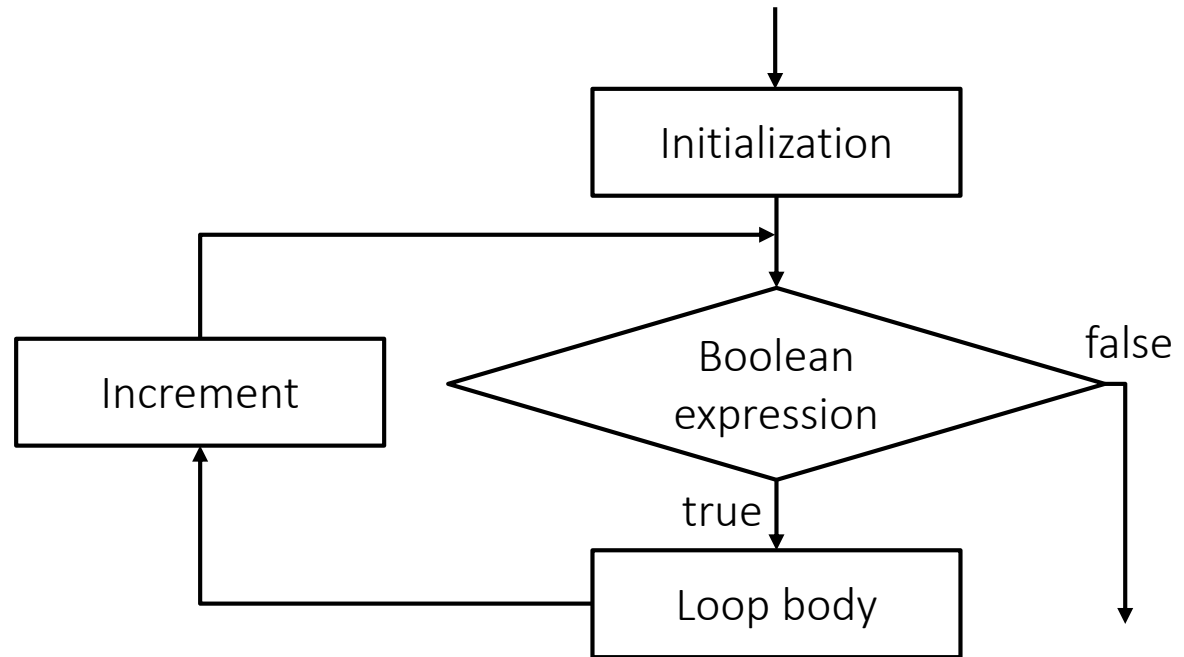 Initialization
Boolean
expression
false
Increment
true
Loop body